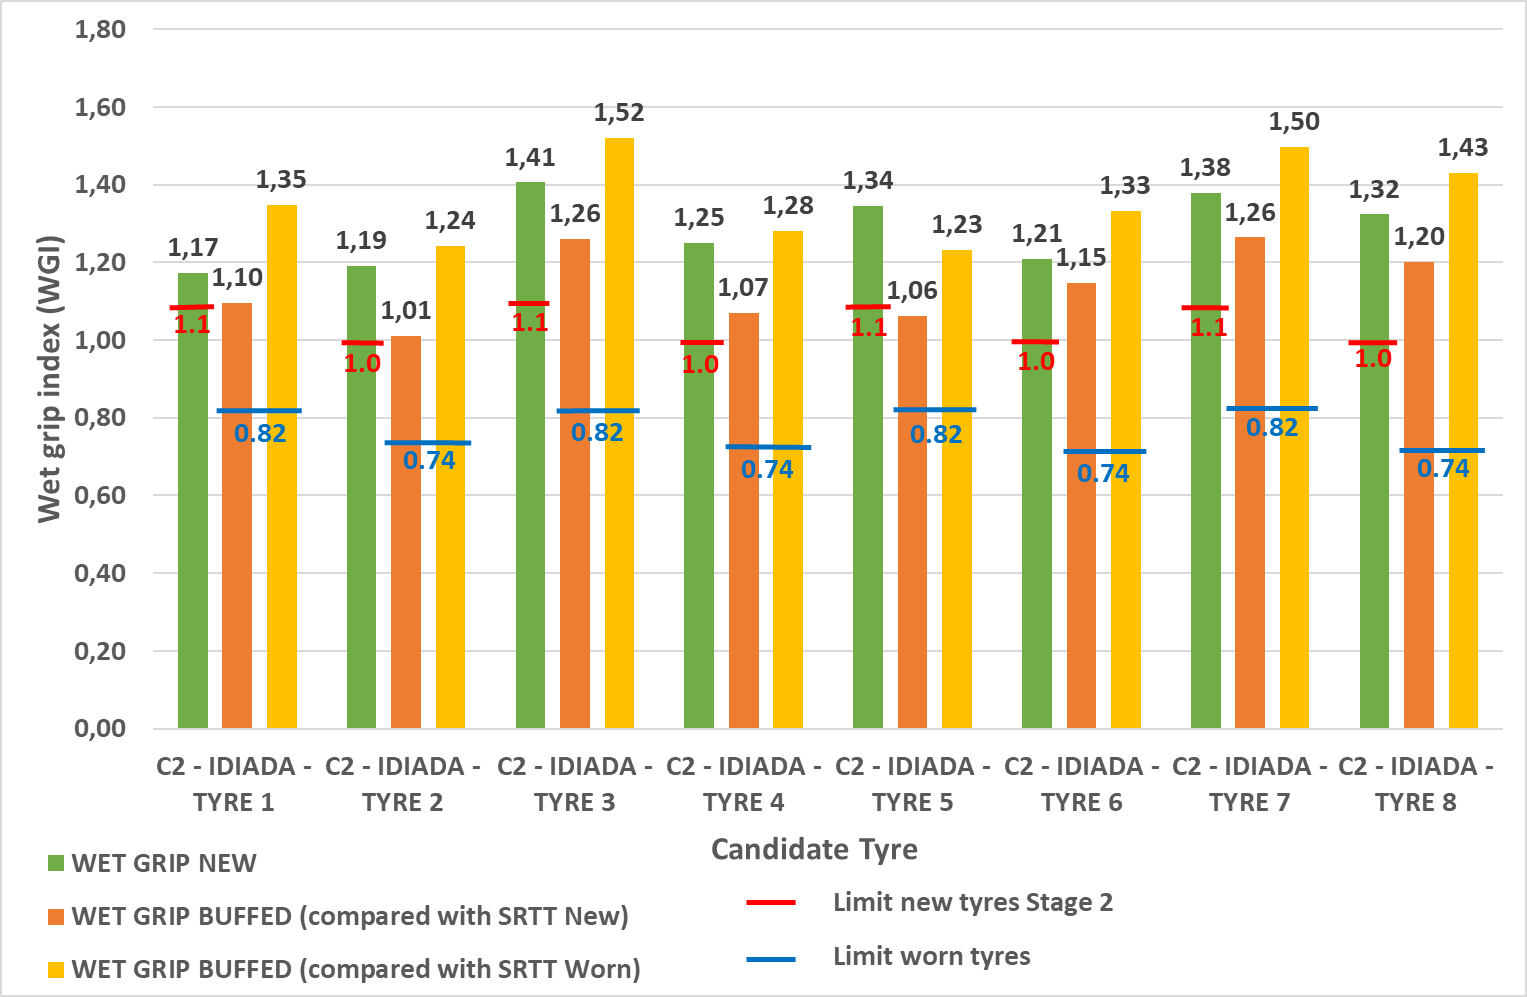 1,80
1,60
1,40
1,20
1,00
0,80
0,60
0,40
0,20
0,00
Wet grip index (WGI)
1,17
1,10
1,35
1.1
0.82
1,19
1,01
1,24
1.0
0.74
1,41
1,26
1,52
1.1
0.82
1,25
1,07
1,28
1.0
0.74
1,34
1,06
1,23
1.1
0.82
1,21
1,15
1,33
1.0
0.74
1,38
1,26
1,50
1.1
0.82
1,32
1,20
1,43
1.0
0.74
C2 - IDIADA -
TYRE 1
C2 - IDIADA -
TYRE 2
C2 - IDIADA -
TYRE 3
C2 - IDIADA -
TYRE 4
C2 - IDIADA -
TYRE 5
C2 - IDIADA -
TYRE 6
C2 - IDIADA -
TYRE 7
C2 - IDIADA -
TYRE 8
Candidate Tyre
WET GRIP NEW
WET GRIP BUFFED (compared with SRTT New)
WET GRIP BUFFED (compared with SRTT Worn)
Limit new tyres Stage 2
Limit worn tyres